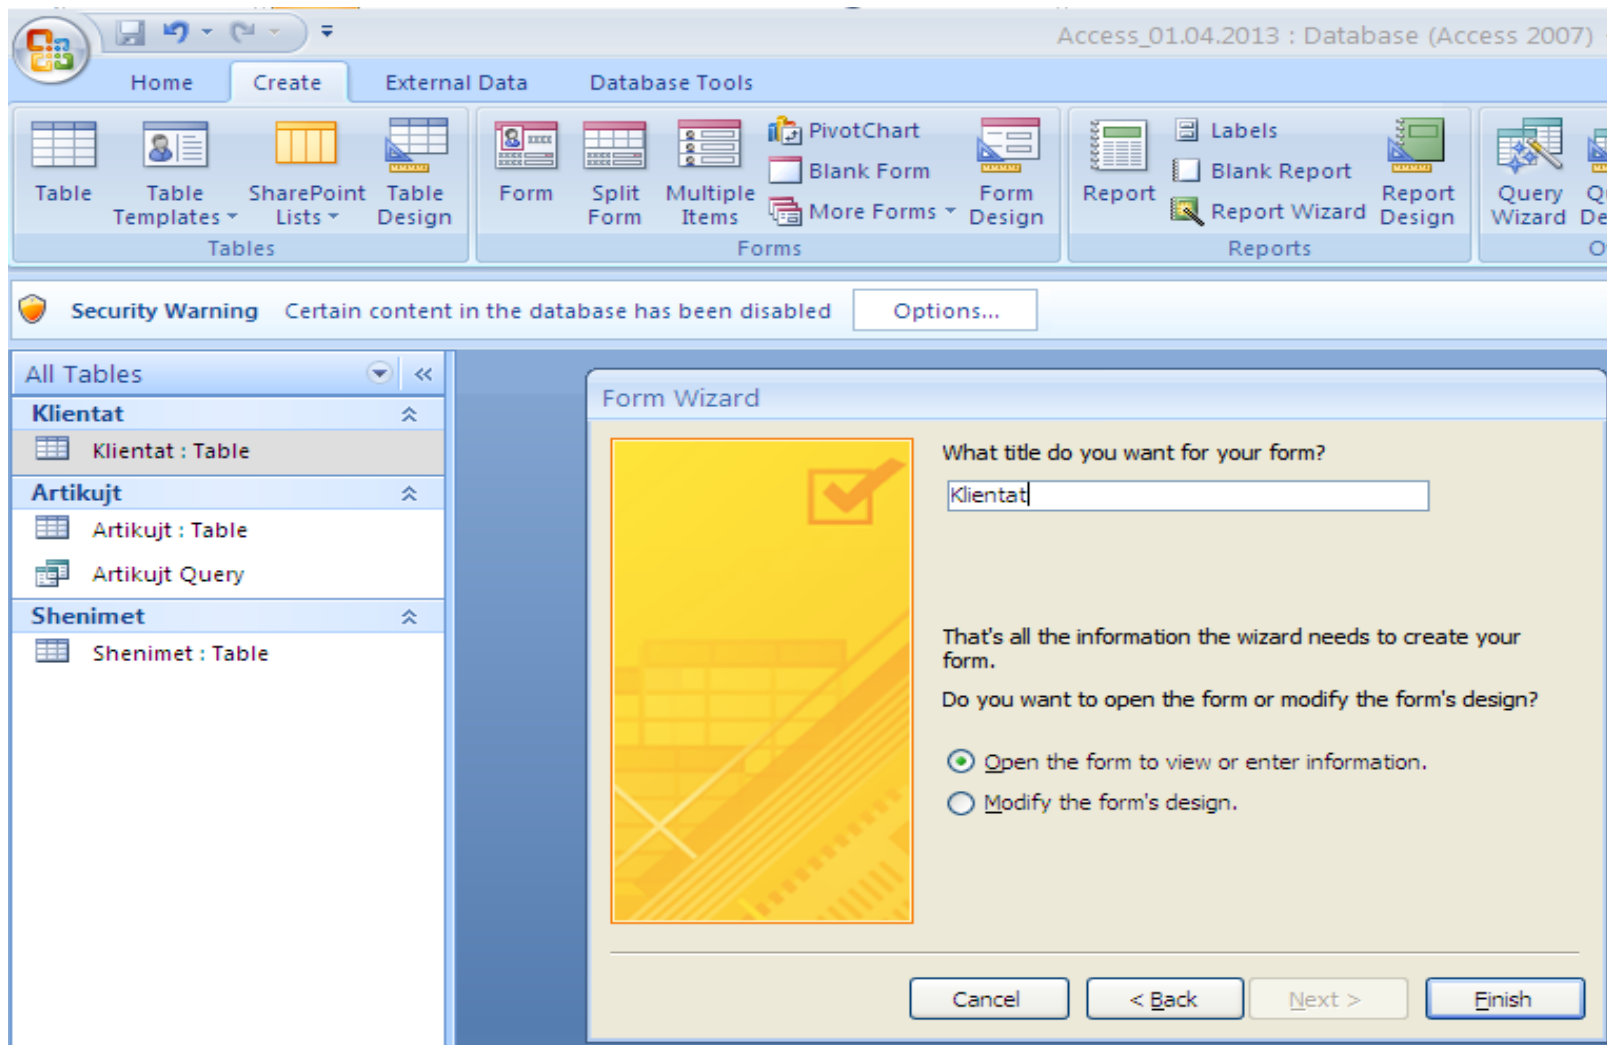 Access_01.04.2013 : Database (Access 2007)
Home Create External Data Database Tools
Table
Table Templates
SharePoint Lists
Table Design
Tables
Form
Split Form
Multiple Items
PivotChart
Blank Form
More Forms
Form Design
Forms
Report
Labels
Blank Report
Report Wizard
Report Design
Reports
Query Wizard
Security Warning Certain content in the database has been disabled Options...
All Tables
Klientat
Klientat : Table
Artikujt
Artikujt : Table
Artikujt Query
Shenimet
Shenimet : Table
Form Wizard
What title do you want for your form?
Klientat
That's all the information the wizard needs to create your
form.
Do you want to open the form or modify the form's design?
Open the form to view or enter information.
Modify the form's design.
Cancel < Back Next > Finish